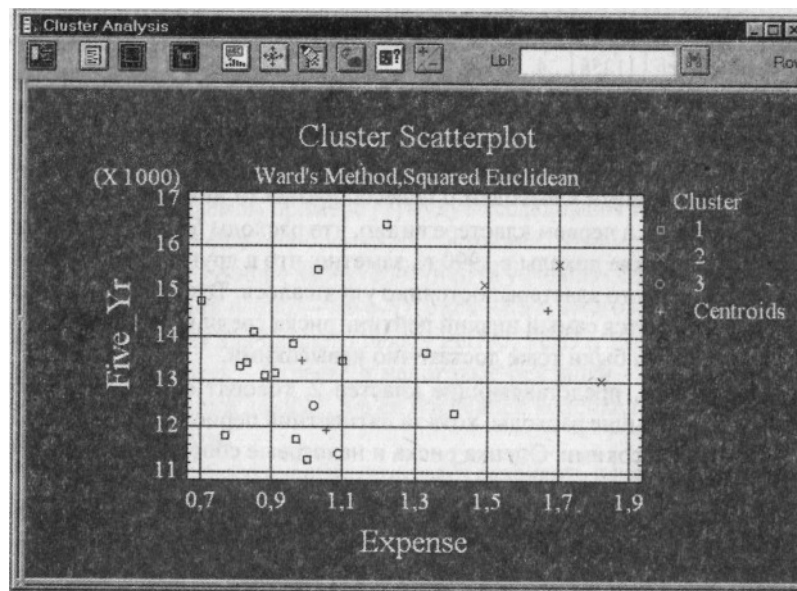 Cluster Analysis
Lbl:
Row
Cluster Scatterplot
(X 1000)
Ward's Method,Squared Euclidean
17
16
15
14
13
12
11
Five_Yr
0,7 0,9 1,1 1,3 1,5 1,7 1,9
Expense
Cluster
1
2
3
Centroids